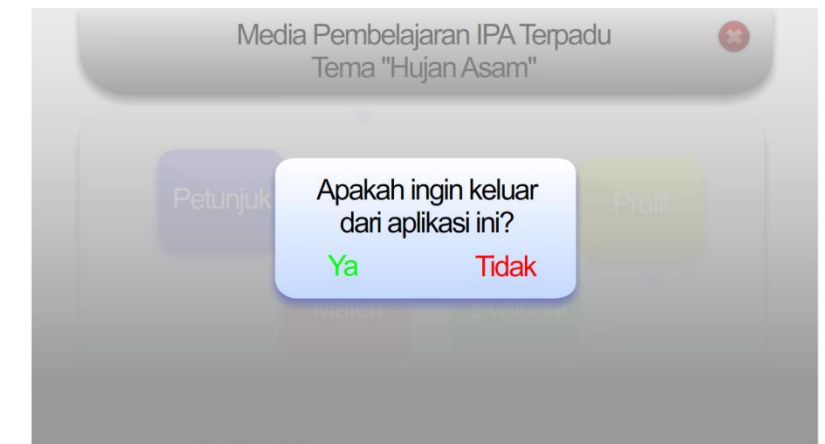 Media Pembelajaran IPA Terpadu
Tema "Hujan Asam"
Petunjuk
Profil
Apakah ingin keluar
dari aplikasi ini?
Ya
Tidak